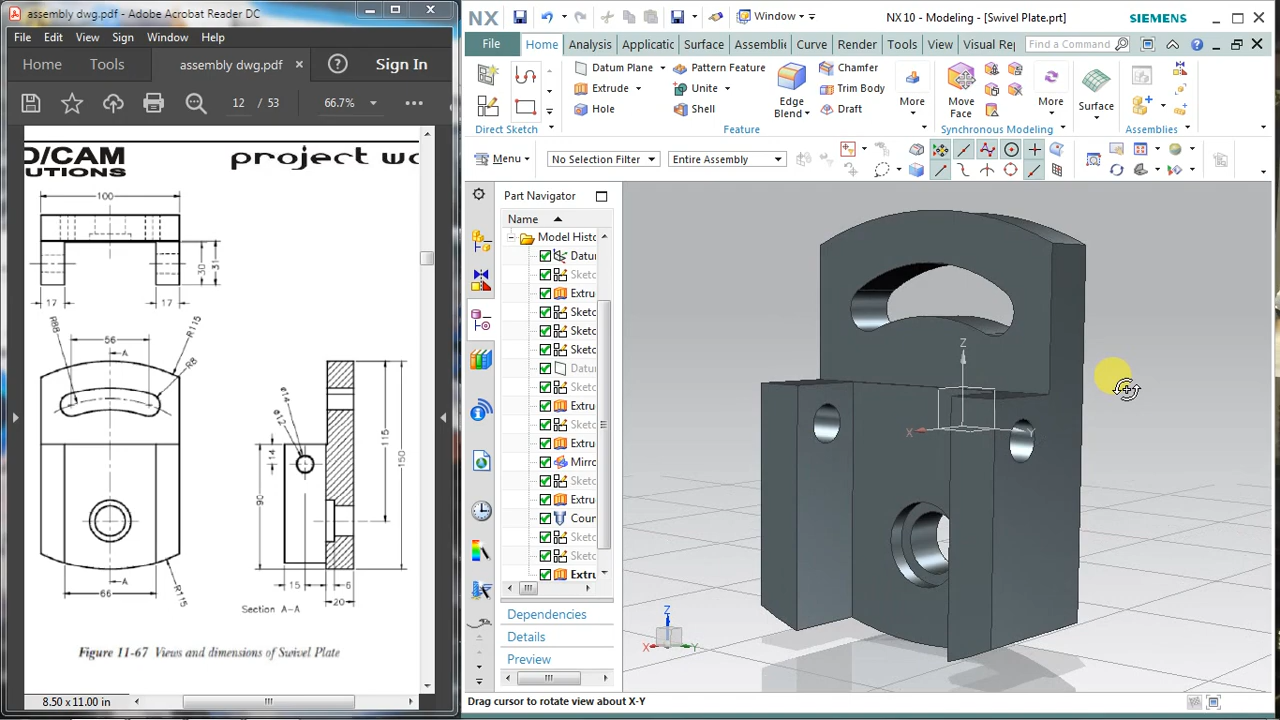 assembly dwg.pdf - Adobe Acrobat Reader DC
File Edit View Sign Window Help
Home Tools assembly dwg.pdf × ? Sign In
12 / 53 66.7%
D/CAM
UTIONS
project wo
100
30
31
17
17
R88
56
A
R115
R8
ø14
ø12
14
90
115
150
A
66
R115
15
6
20
Section A-A
Figure 11-67 Views and dimensions of Swivel Plate
8.50 x 11.00 in
NX Window NX 10 - Modeling - [Swivel Plate.prt] SIEMENS
File Home Analysis Applicatic Surface Assembli Curve Render Tools View Visual Rej Find a Command
Direct Sketch
Datum Plane
Extrude
Hole
Pattern Feature
Unite
Shell
Edge
Blend
Chamfer
Trim Body
Draft
More
Feature
Move
Face
More
Synchronous Modeling
Surface
Assemblies
Menu No Selection Filter Entire Assembly
Part Navigator
Name
Model Histo
Datu
Sketc
Extru
Sketc
Sketc
Sketc
Datu
Sketc
Extru
Sketc
Extru
Mirro
Sketc
Extru
Coun
Sketc
Sketc
Extru
Dependencies
Details
Preview
Z
X
Y
Z
X
Y
Drag cursor to rotate view about X-Y